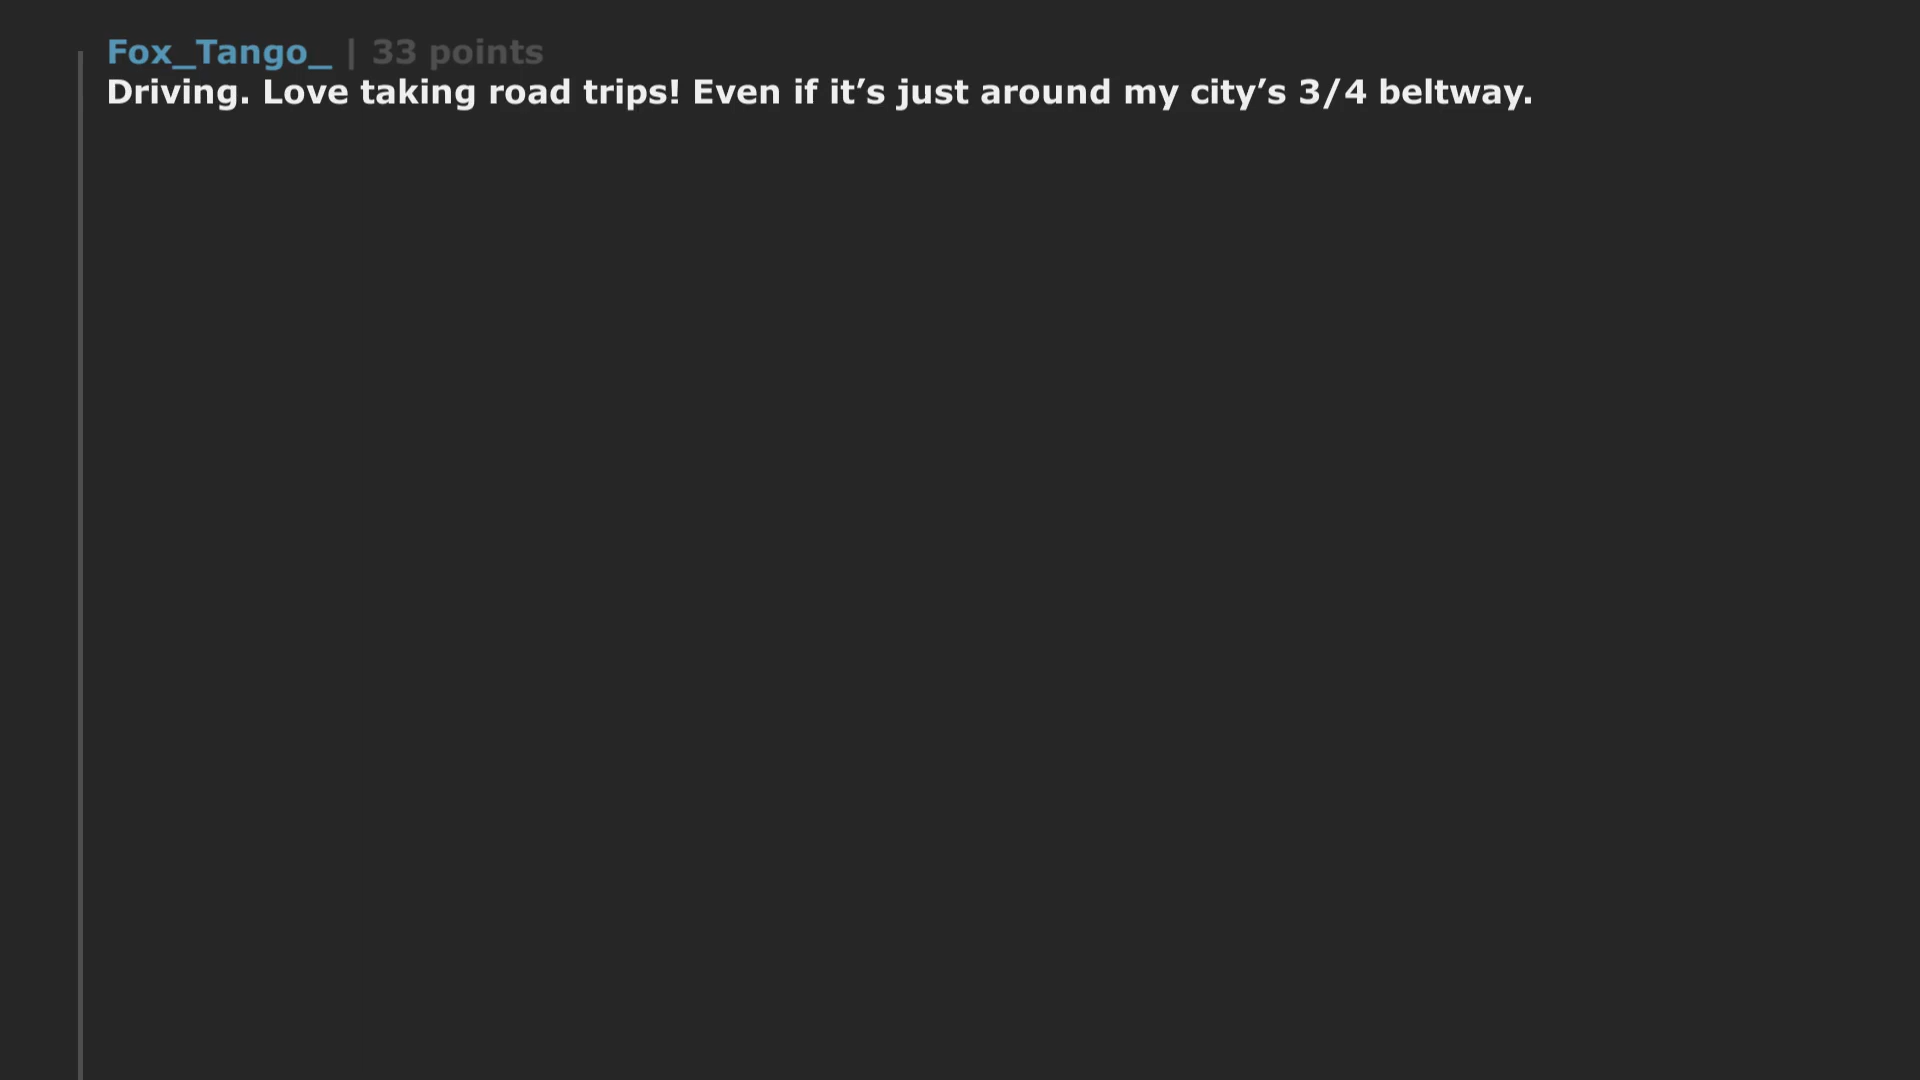 Fox_Tango_ | 33 points
Driving. Love taking road trips! Even if it’s just around my city’s 3/4 beltway.